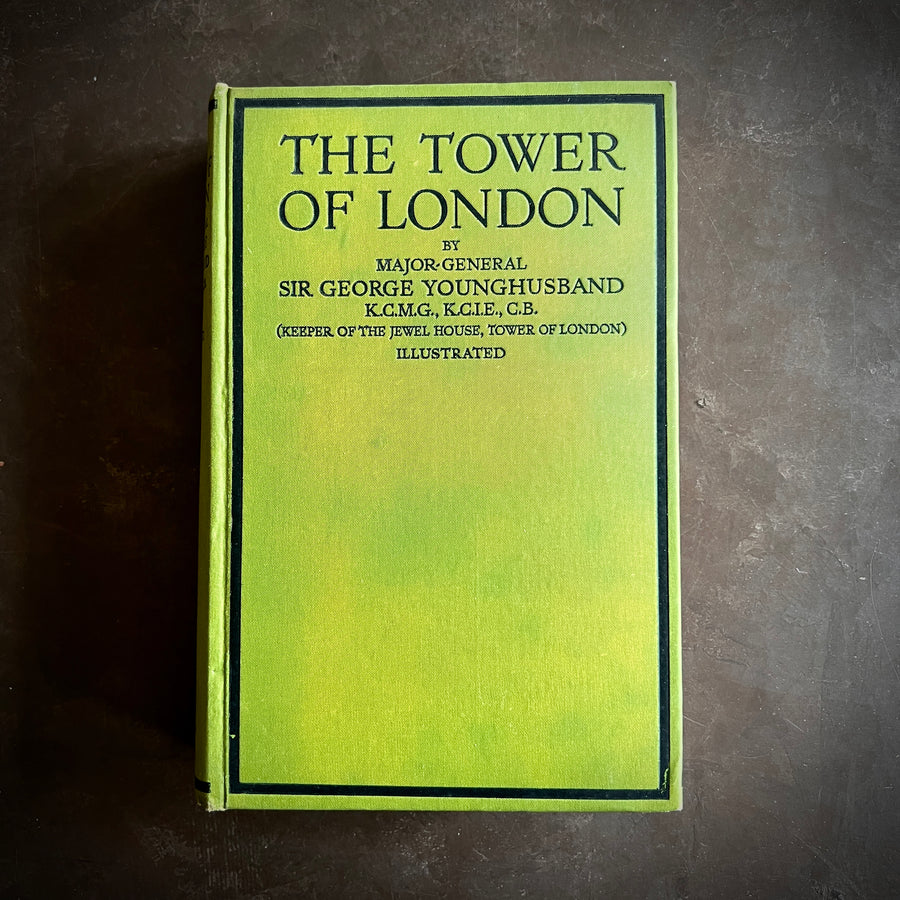 THE TOWER
OF LONDON
BY
MAJOR-GENERAL
SIR GEORGE YOUNGHUSBAND
K.C.M.G., K.C.I.E., C.B.
(KEEPER OF THE JEWEL HOUSE, TOWER OF LONDON)
ILLUSTRATED